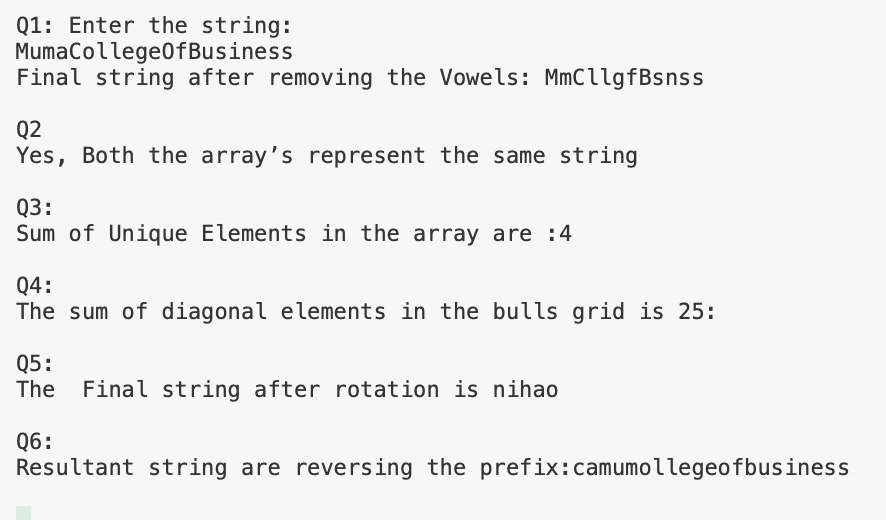 Q1: Enter the string:
MumaCollegeOfBusiness
Final string after removing the Vowels: MmCllgfBsnss
Q2
Yes, Both the array’s represent the same string
Q3:
Sum of Unique Elements in the array are :4
Q4:
The sum of diagonal elements in the bulls grid is 25:
Q5:
The  Final string after rotation is nihao
Q6:
Resultant string are reversing the prefix:camumollegeofbusiness